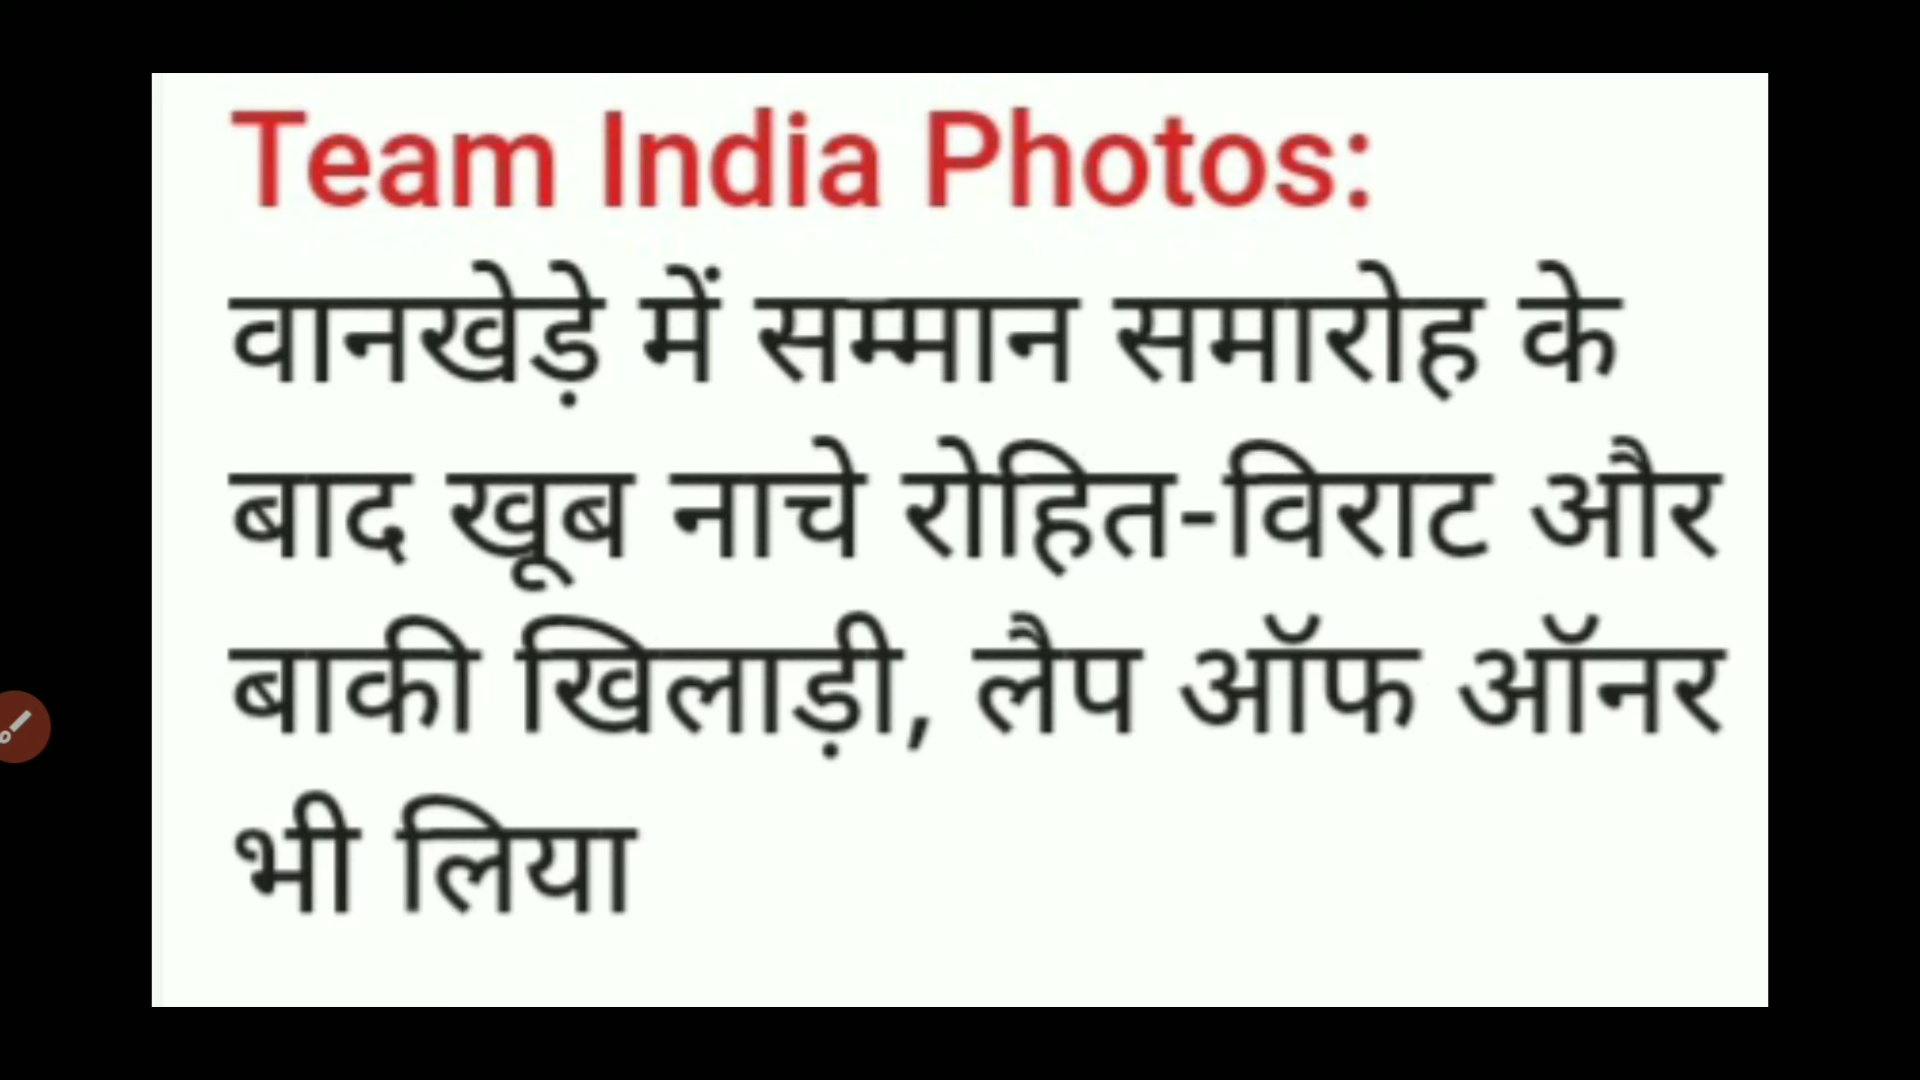 Team India Photos:
वानखेड़े में सम्मान समारोह के
बाद खूब नाचे रोहित-विराट और
बाकी खिलाड़ी, लैप ऑफ ऑनर
भी लिया